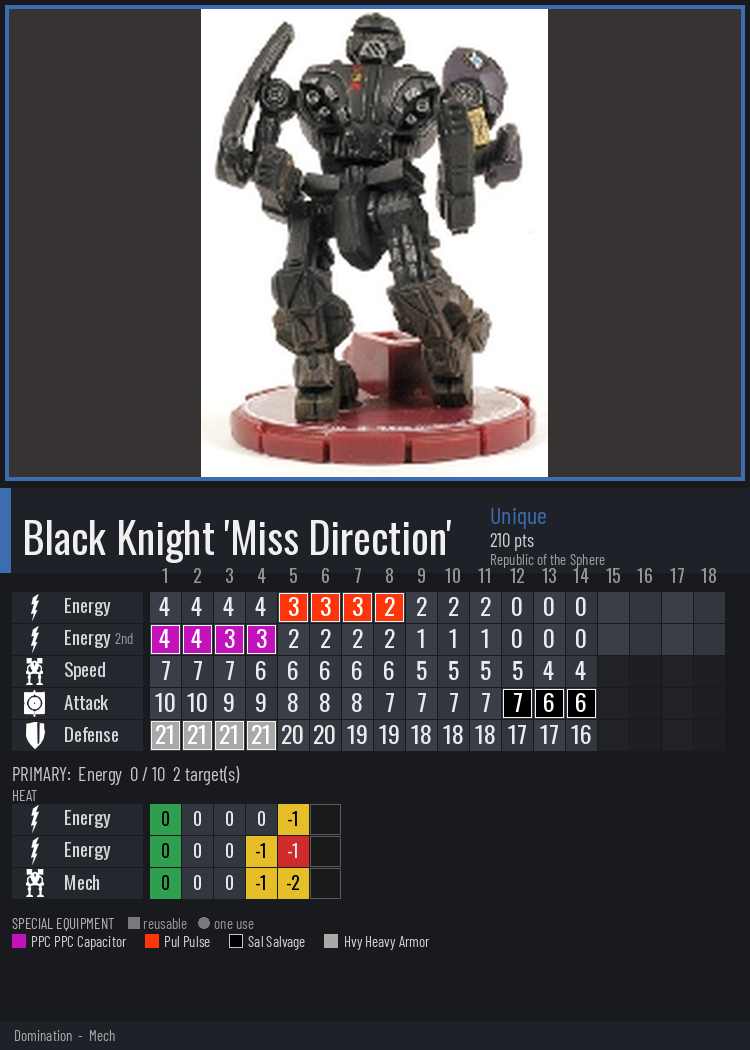 Black Knight 'Miss Direction'
Unique
210 pts
Republic of the Sphere
1 2 3 4 5 6 7 8 9 10 11 12 13 14 15 16 17 18
Energy 4 4 4 4 3 3 3 2 2 2 2 0 0 0
Energy 2nd 4 4 3 3 2 2 2 2 1 1 1 0 0 0
Speed 7 7 7 6 6 6 6 6 5 5 5 5 4 4
Attack 10 10 9 9 8 8 8 7 7 7 7 7 6 6
Defense 21 21 21 21 20 20 19 19 18 18 18 17 17 16
PRIMARY: Energy 0 / 10 2 target(s)
HEAT
Energy 0 0 0 0 -1
Energy 0 0 0 -1 -1
Mech 0 0 0 -1 -2
SPECIAL EQUIPMENT reusable one use
PPC PPC Capacitor Pul Pulse Sal Salvage Hvy Heavy Armor
Domination - Mech